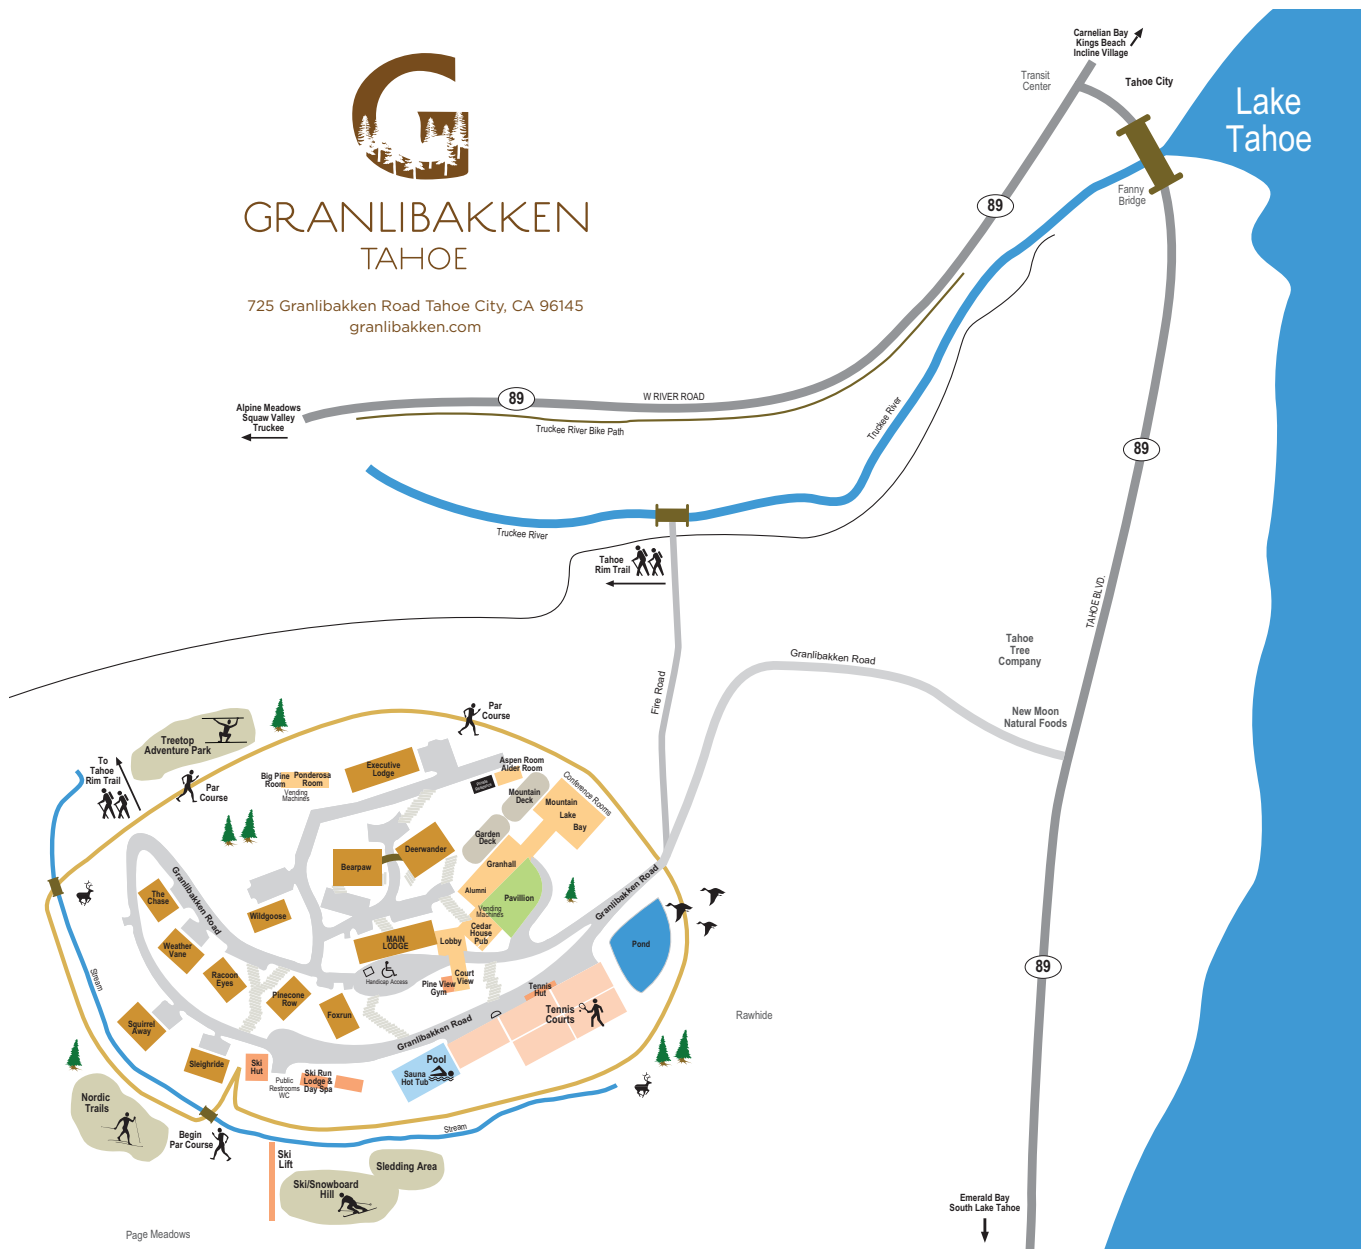 Carnelian Bay
Kings Beach
Incline Village
Transit
Center
Tahoe City
Lake
Tahoe
Fanny
Bridge
GRANLIBAKKEN
TAHOE
725 Granlibakken Road Tahoe City, CA 96145
granlibakken.com
89
89
W RIVER ROAD
Alpine Meadows
Squaw Valley
Truckee
Truckee River Bike Path
Truckee River
89
Truckee River
Tahoe
Rim Trail
TAHOE BLVD.
Tahoe
Tree
Company
Granlibakken Road
Fire Road
New Moon
Natural Foods
Par
Course
Treetop
Adventure Park
To
Tahoe
Rim Trail
Par
Course
Executive
Lodge
Big Pine
Room
Ponderosa
Room
Vending
Machines
Aspen Room
Alder Room
Mountain
Deck
Conference Rooms
Mountain
Lake
Bay
Garden
Deck
Deerwander
Bearpaw
Granhall
Alumni
Pavillion
Vending
Machines
Cedar
House
Pub
Granlibakken Road
Granlibakken Road
The
Chase
Wildgoose
Weather
Vane
MAIN
LODGE
Lobby
Pond
Racoon
Eyes
Handicap Access
Court
View
Pine View
Gym
Pinecone
Row
Foxrun
Tennis
Hut
Tennis
Courts
89
Stream
Squirrel
Away
Granlibakken Road
Rawhide
Sleighride
Ski
Hut
Public
Restrooms
WC
Ski Run
Lodge &
Day Spa
Pool
Sauna
Hot Tub
Nordic
Trails
Begin
Par Course
Stream
Ski
Lift
Sledding Area
Ski/Snowboard
Hill
Emerald Bay
South Lake Tahoe
Page Meadows